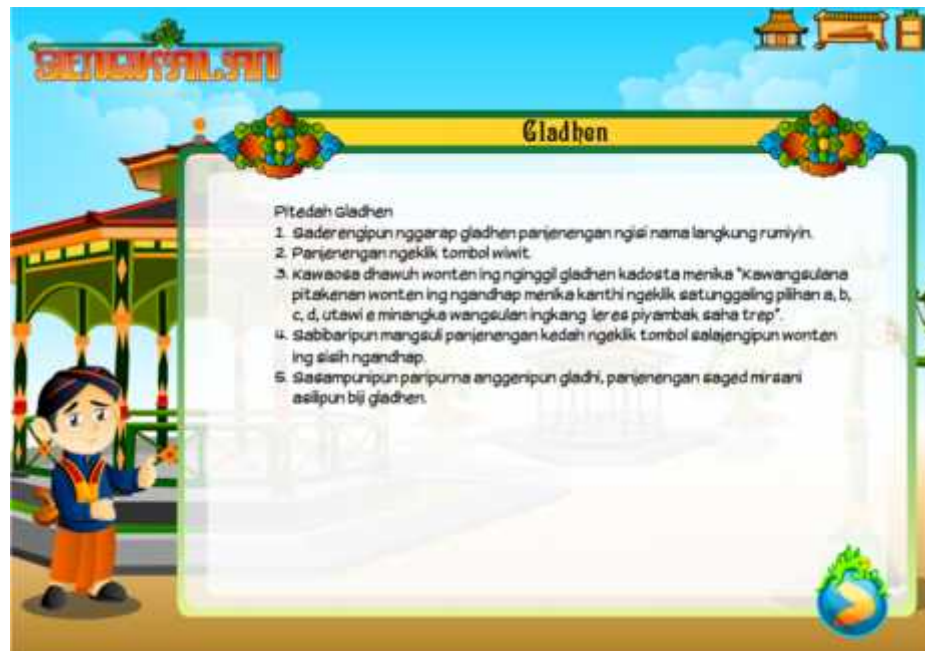 Gladhen
Pitedah Gladhen
1. Saderengipun nggarap gladhen panjenengan ngisi nama langkung rumiyin.
2. Panjenengan ngeklik tombol wiwit.
3. Kawaosa dhawuh wonten ing nginggil gladhen kadosta menika "Kawangsulana
pitakenan wonten ing ngandhap menika kanthi ngeklik satunggaling pilihan a, b,
c, d, utawi e minangka wangsulan ingkang leres piyambak saha trep".
4. Sabibaripun mangsuli panjenengan kedah ngeklik tombol salajengipun wonten
ing sisih ngandhap.
5. Sasampunipun paripurna anggenipun gladhi, panjenengan saged mirsani
asilipun biji gladhen.